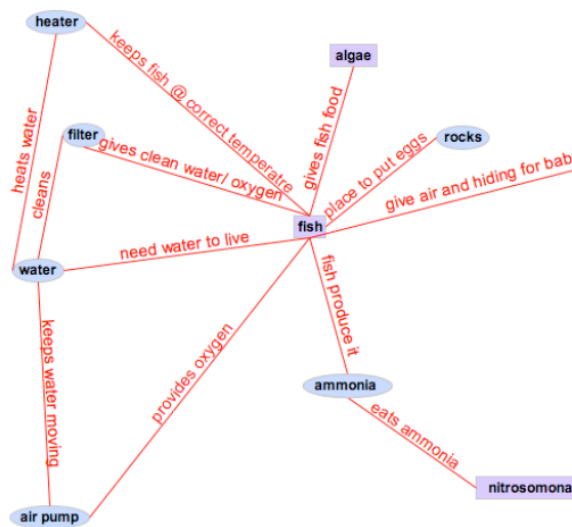 heater
keeps fish @ correct temperatre
algae
gives fish food
heats water
filter
cleans
gives clean water/ oxygen
rocks
place to put eggs
give air and hiding for bab
fish
need water to live
water
fish produce it
keeps water moving
provides oxygen
ammonia
eats ammonia
nitrosomona
air pump